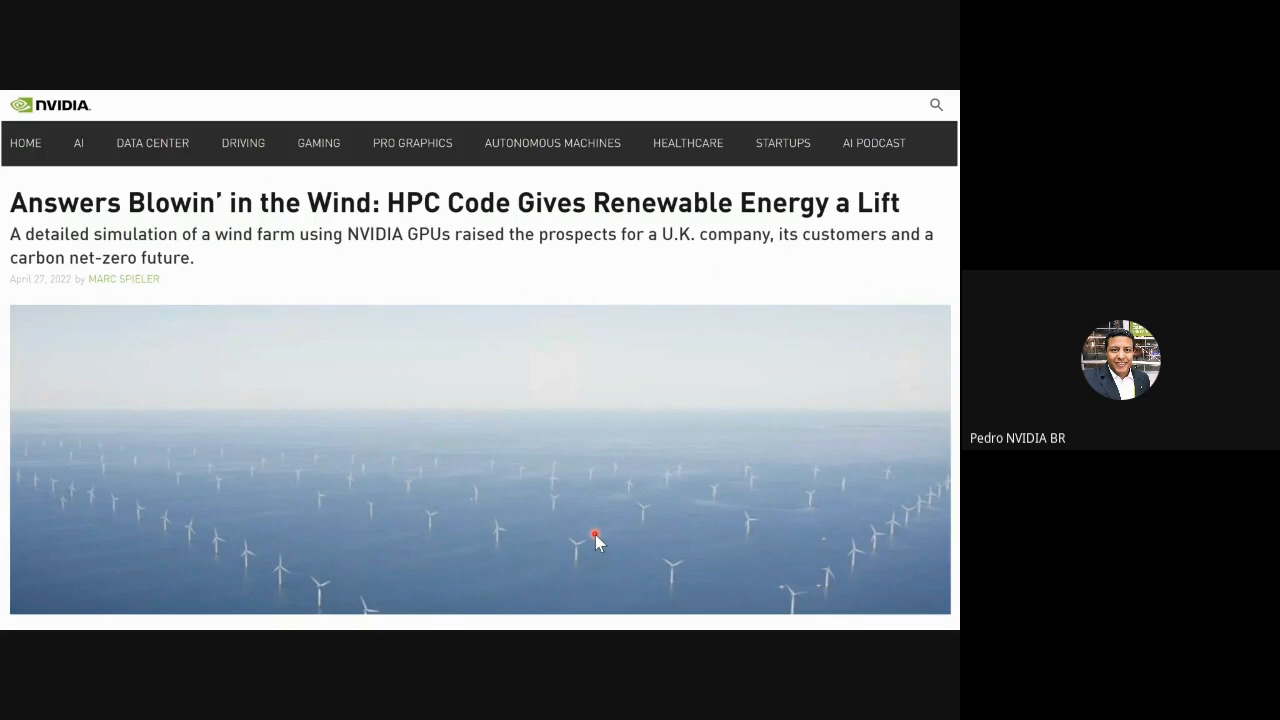 NVIDIA.
HOME AI DATA CENTER DRIVING GAMING PRO GRAPHICS AUTONOMOUS MACHINES HEALTHCARE STARTUPS AI PODCAST
Answers Blowin’ in the Wind: HPC Code Gives Renewable Energy a Lift
A detailed simulation of a wind farm using NVIDIA GPUs raised the prospects for a U.K. company, its customers and a
carbon net-zero future.
April 27, 2022 by MARC SPIELER
Pedro NVIDIA BR